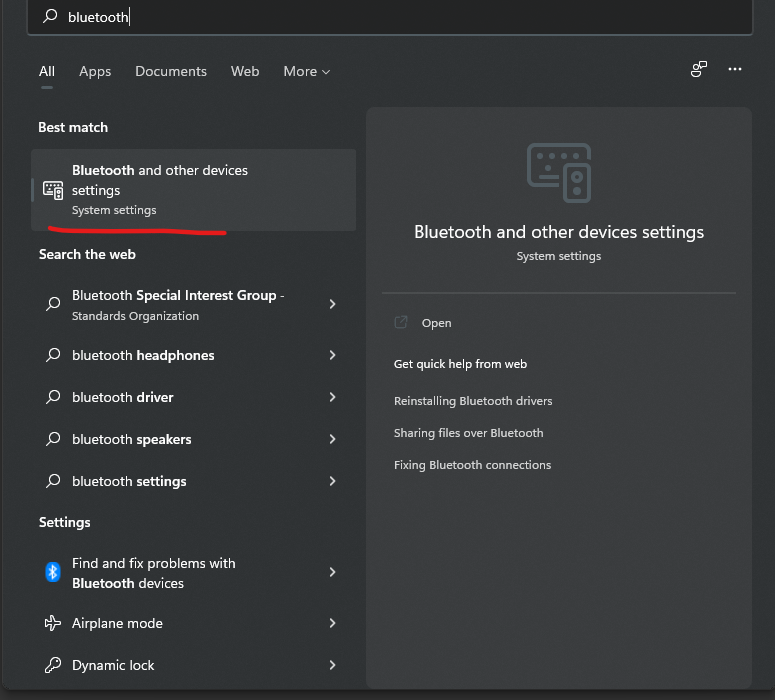 bluetooth
All
Apps
Documents
Web
More
Best match
Bluetooth and other devices
settings
System settings
Search the web
Bluetooth Special Interest Group -
Standards Organization
bluetooth headphones
bluetooth driver
bluetooth speakers
bluetooth settings
Settings
Find and fix problems with
Bluetooth devices
Airplane mode
Dynamic lock
Bluetooth and other devices settings
System settings
Open
Get quick help from web
Reinstalling Bluetooth drivers
Sharing files over Bluetooth
Fixing Bluetooth connections